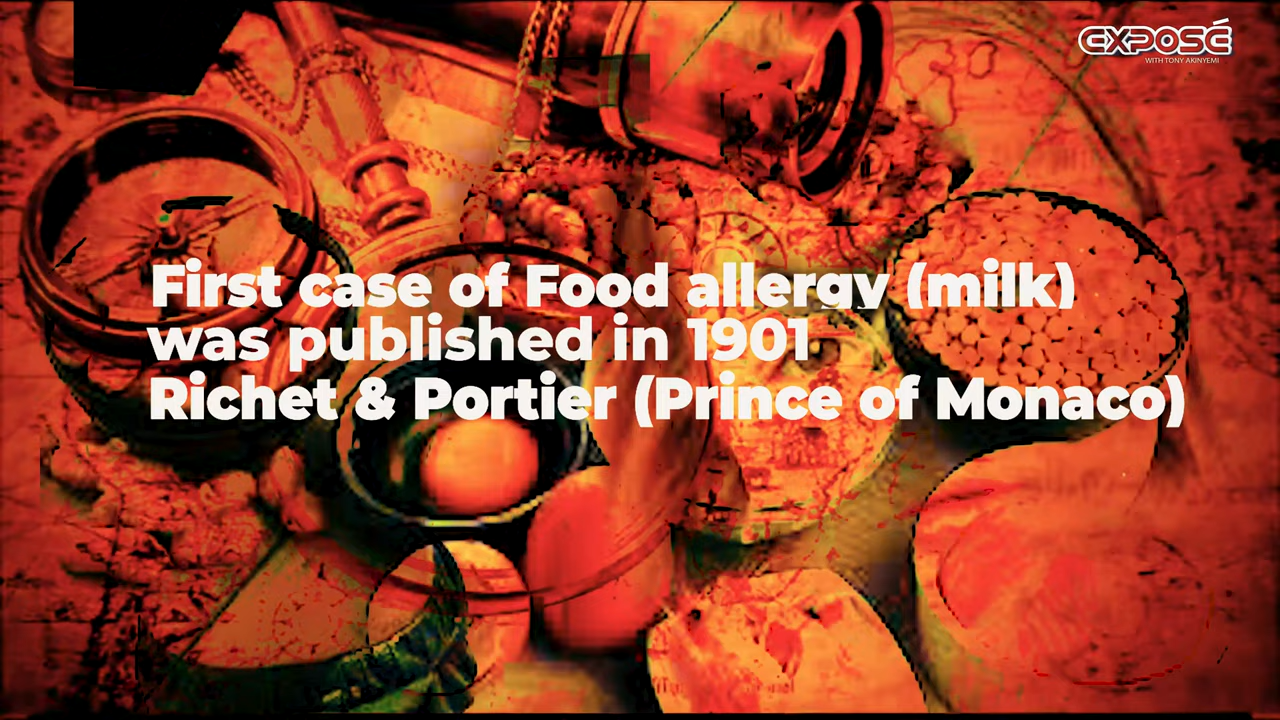 EXPOSÉ
WITH TONY AKINYEMI
First case of Food allergy (milk)
was published in 1901
Richet & Portier (Prince of Monaco)